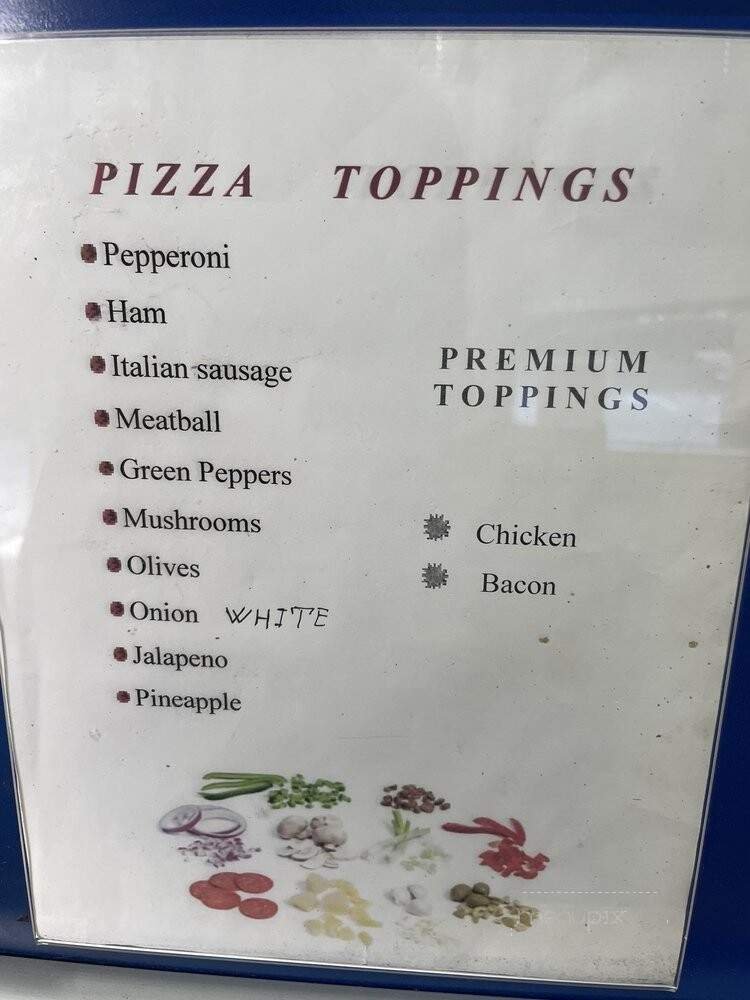 PIZZA TOPPINGS
Pepperoni
Ham
Italian sausage
Meatball
Green Peppers
Mushrooms
Olives
Onion WHITE
Jalapeno
Pineapple
PREMIUM
TOPPINGS
Chicken
Bacon